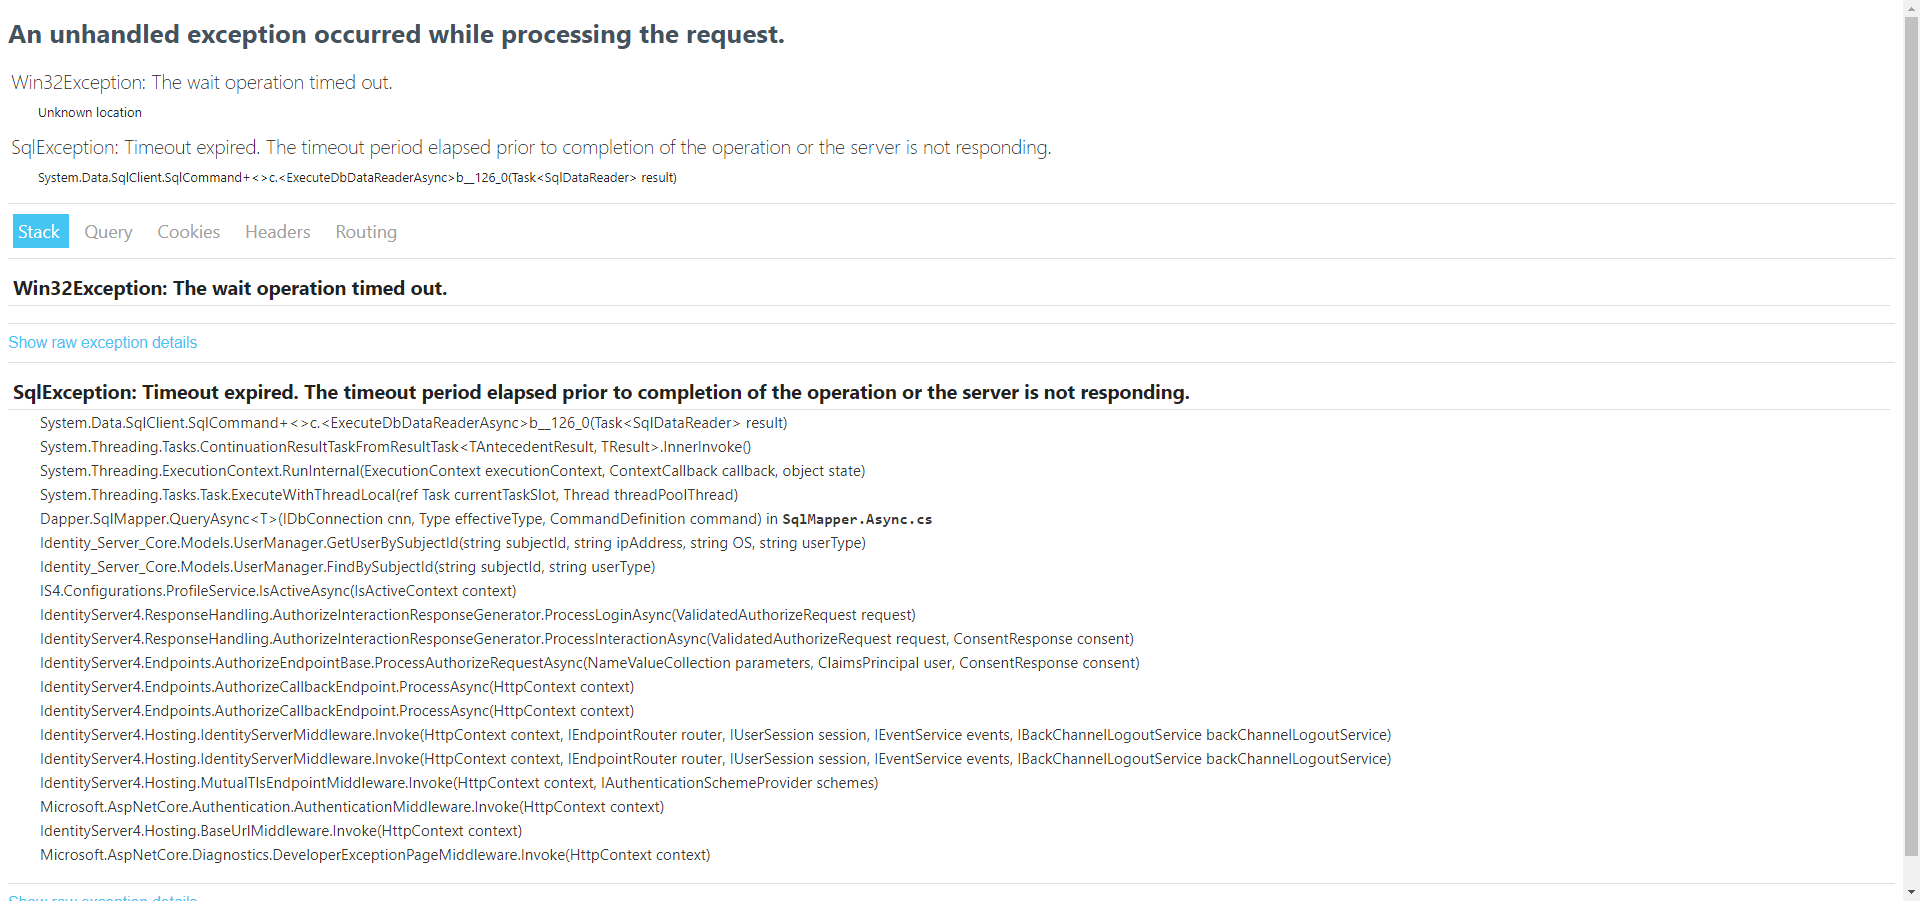 An unhandled exception occurred while processing the request.
Win32Exception: The wait operation timed out.
Unknown location
SqlException: Timeout expired. The timeout period elapsed prior to completion of the operation or the server is not responding.
System.Data.SqlClient.SqlCommand+<>c.<ExecuteDbDataReaderAsync>b__126_0(Task<SqlDataReader> result)
Stack Query Cookies Headers Routing
Win32Exception: The wait operation timed out.
Show raw exception details
SqlException: Timeout expired. The timeout period elapsed prior to completion of the operation or the server is not responding.
System.Data.SqlClient.SqlCommand+<>c.<ExecuteDbDataReaderAsync>b__126_0(Task<SqlDataReader> result)
System.Threading.Tasks.ContinuationResultTaskFromResultTask<TAntecedentResult, TResult>.InnerInvoke()
System.Threading.ExecutionContext.RunInternal(ExecutionContext executionContext, ContextCallback callback, object state)
System.Threading.Tasks.Task.ExecuteWithThreadLocal(ref Task currentTaskSlot, Thread threadPoolThread)
Dapper.SqlMapper.QueryAsync<T>(IDbConnection cnn, Type effectiveType, CommandDefinition command) in SqlMapper.Async.cs
Identity_Server_Core.Models.UserManager.GetUserBySubjectId(string subjectId, string ipAddress, string OS, string userType)
Identity_Server_Core.Models.UserManager.FindBySubjectId(string subjectId, string userType)
IS4.Configurations.ProfileService.IsActiveAsync(IsActiveContext context)
IdentityServer4.ResponseHandling.AuthorizeInteractionResponseGenerator.ProcessLoginAsync(ValidatedAuthorizeRequest request)
IdentityServer4.ResponseHandling.AuthorizeInteractionResponseGenerator.ProcessInteractionAsync(ValidatedAuthorizeRequest request, ConsentResponse consent)
IdentityServer4.Endpoints.AuthorizeEndpointBase.ProcessAuthorizeRequestAsync(NameValueCollection parameters, ClaimsPrincipal user, ConsentResponse consent)
IdentityServer4.Endpoints.AuthorizeCallbackEndpoint.ProcessAsync(HttpContext context)
IdentityServer4.Endpoints.AuthorizeCallbackEndpoint.ProcessAsync(HttpContext context)
IdentityServer4.Hosting.IdentityServerMiddleware.Invoke(HttpContext context, IEndpointRouter router, IUserSession session, IEventService events, IBackChannelLogoutService backChannelLogoutService)
IdentityServer4.Hosting.IdentityServerMiddleware.Invoke(HttpContext context, IEndpointRouter router, IUserSession session, IEventService events, IBackChannelLogoutService backChannelLogoutService)
IdentityServer4.Hosting.MutualTlsEndpointMiddleware.Invoke(HttpContext context, IAuthenticationSchemeProvider schemes)
Microsoft.AspNetCore.Authentication.AuthenticationMiddleware.Invoke(HttpContext context)
IdentityServer4.Hosting.BaseUrlMiddleware.Invoke(HttpContext context)
Microsoft.AspNetCore.Diagnostics.DeveloperExceptionPageMiddleware.Invoke(HttpContext context)
Show raw exception details